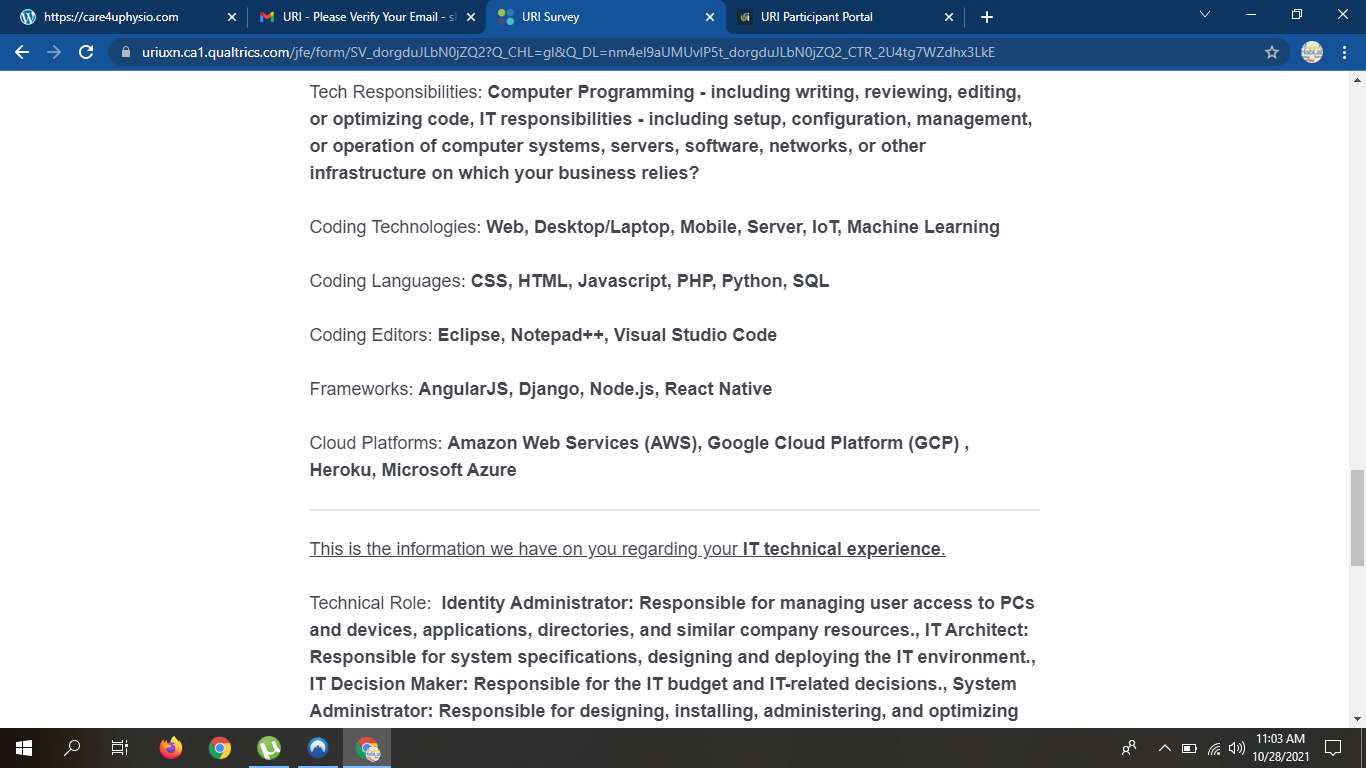 https://care4uphysio.com
URI - Please Verify Your Email - s
URI Survey
URI Participant Portal
uriuxn.ca1.qualtrics.com/jfe/form/SV_dorgduJLbN0jZQ2?Q_CHL=gl&Q_DL=nm4eI9aUMUvIP5t_dorgduJLbN0jZQ2_CTR_2U4tg7WZdhx3LkE
Tech Responsibilities: Computer Programming - including writing, reviewing, editing,
or optimizing code, IT responsibilities - including setup, configuration, management,
or operation of computer systems, servers, software, networks, or other
infrastructure on which your business relies?
Coding Technologies: Web, Desktop/Laptop, Mobile, Server, IoT, Machine Learning
Coding Languages: CSS, HTML, Javascript, PHP, Python, SQL
Coding Editors: Eclipse, Notepad++, Visual Studio Code
Frameworks: AngularJS, Django, Node.js, React Native
Cloud Platforms: Amazon Web Services (AWS), Google Cloud Platform (GCP) ,
Heroku, Microsoft Azure
This is the information we have on you regarding your IT technical experience.
Technical Role:  Identity Administrator: Responsible for managing user access to PCs
and devices, applications, directories, and similar company resources., IT Architect:
Responsible for system specifications, designing and deploying the IT environment.,
IT Decision Maker: Responsible for the IT budget and IT-related decisions., System
Administrator: Responsible for designing, installing, administering, and optimizing
11:03 AM
10/28/2021